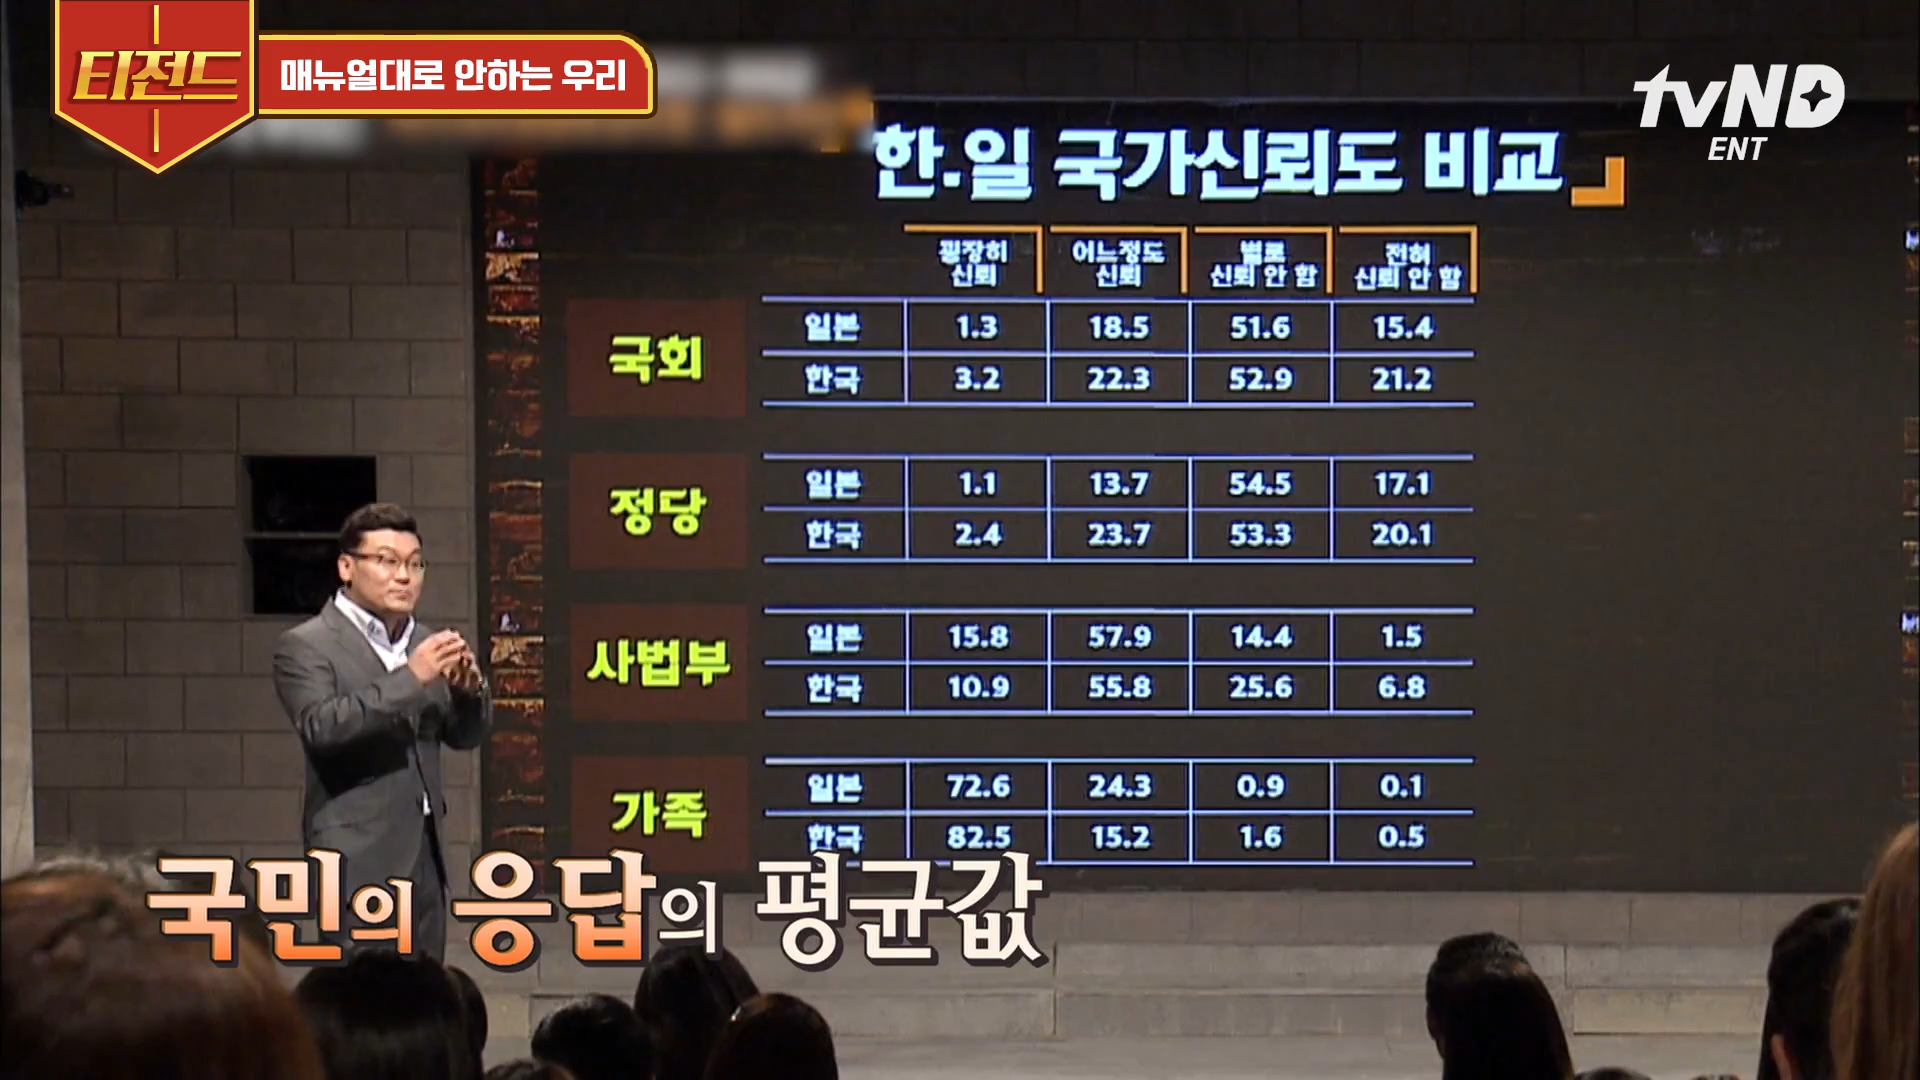 티전드
매뉴얼대로 안하는 우리
tvND
ENT
한.일 국가신뢰도 비교
굉장히 신뢰 어느정도 신뢰 별로 신뢰 안 함 전혀 신뢰 안 함
국회
일본 1.3 18.5 51.6 15.4
한국 3.2 22.3 52.9 21.2
정당
일본 1.1 13.7 54.5 17.1
한국 2.4 23.7 53.3 20.1
사법부
일본 15.8 57.9 14.4 1.5
한국 10.9 55.8 25.6 6.8
가족
일본 72.6 24.3 0.9 0.1
한국 82.5 15.2 1.6 0.5
국민의 응답의 평균값